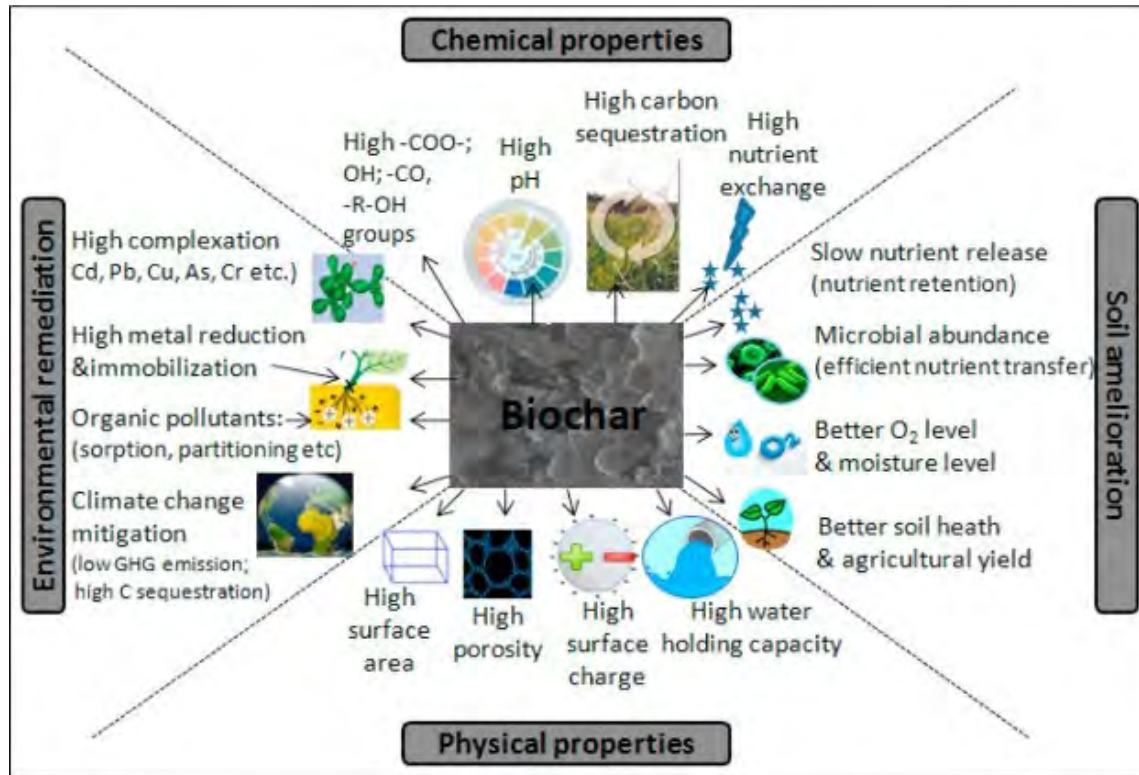 Chemical properties
High -COO-;
OH; -CO,
-R-OH
groups
High
pH
High carbon
sequestration
High
nutrient
exchange
Environmental remediation
High complexation
Cd, Pb, Cu, As, Cr etc.)
High metal reduction
&immobilization
Organic pollutants:
(sorption, partitioning etc)
Climate change
mitigation
(low GHG emission;
high C sequestration)
Biochar
Slow nutrient release
(nutrient retention)
Microbial abundance
(efficient nutrient transfer)
Better O₂ level
& moisture level
Better soil heath
& agricultural yield
Soil amelioration
High
surface
area
High
porosity
High
surface
charge
High water
holding capacity
Physical properties